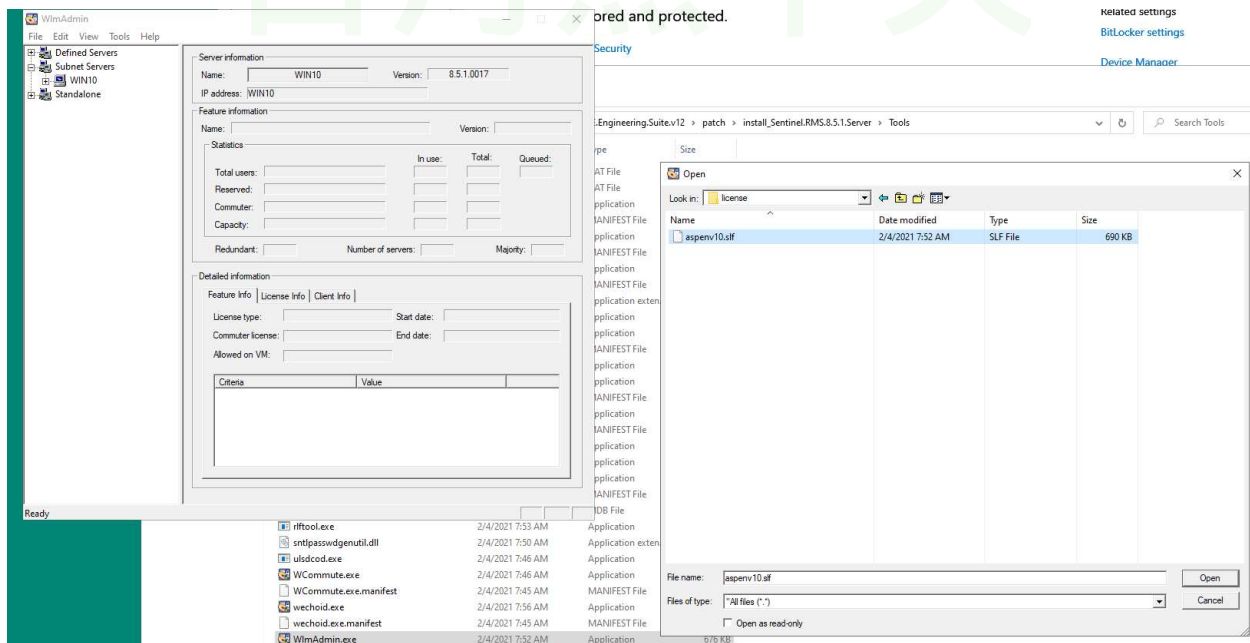 WlmAdmin
File Edit View Tools Help
Defined Servers
Subnet Servers
WIN10
Standalone
Server information
Name: WIN10 Version: 8.5.1.0017
IP address: WIN10
Feature information
Name: Version:
Statistics
In use: Total: Queued:
Total users:
Reserved:
Commuter:
Capacity:
Redundant: Number of servers: Majority:
Detailed information
Feature Info License Info Client Info
License type: Start date:
Commuter license: End date:
Allowed on VM:
Criteria Value
Ready
ored and protected.
Security
Related settings
BitLocker settings
Device Manager
.Engineering.Suite.v12 > patch > install_Sentinel.RMS.8.5.1.Server > Tools
Search Tools
ype Size
AT File
AT File
pplication
IANIFEST File
pplication
IANIFEST File
pplication
IANIFEST File
pplication exten
pplication
pplication
IANIFEST File
pplication
pplication
IANIFEST File
pplication
IANIFEST File
pplication
pplication
IANIFEST File
IDB File
rlftool.exe 2/4/2021 7:53 AM Application
sntlpasswdgenutil.dll 2/4/2021 7:50 AM Application exten
ulsdcod.exe 2/4/2021 7:46 AM Application
WCommute.exe 2/4/2021 7:46 AM Application
WCommute.exe.manifest 2/4/2021 7:45 AM MANIFEST File
wechoid.exe 2/4/2021 7:56 AM Application
wechoid.exe.manifest 2/4/2021 7:45 AM MANIFEST File
WlmAdmin.exe 2/4/2021 7:52 AM Application 676 KB
Open
Look in: license
Name Date modified Type Size
aspenv10.slf 2/4/2021 7:52 AM SLF File 690 KB
File name: aspenv10.slf Open
Files of type: "All files (*.*) Cancel
Open as read-only